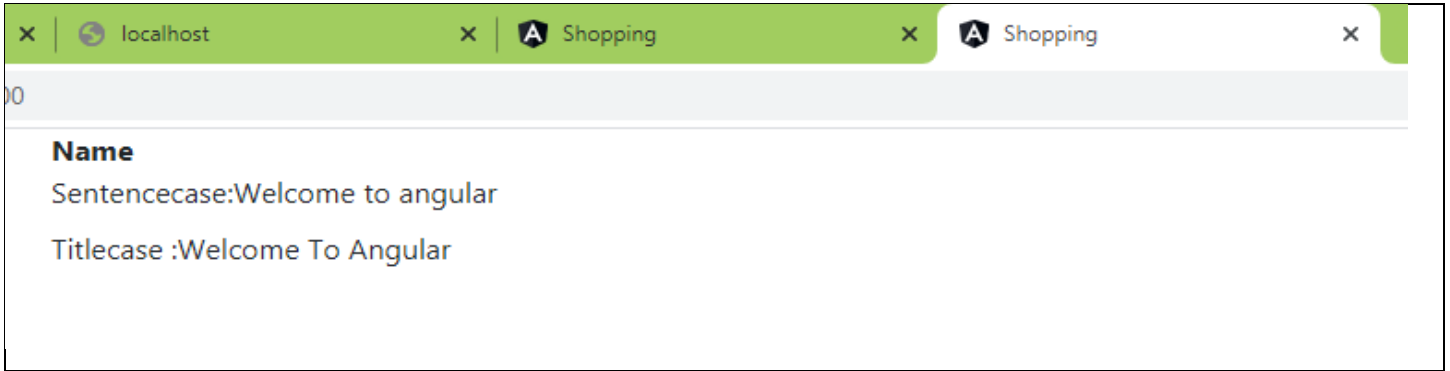 localhost
Shopping
Shopping
00
Name
Sentencecase:Welcome to angular
Titlecase :Welcome To Angular